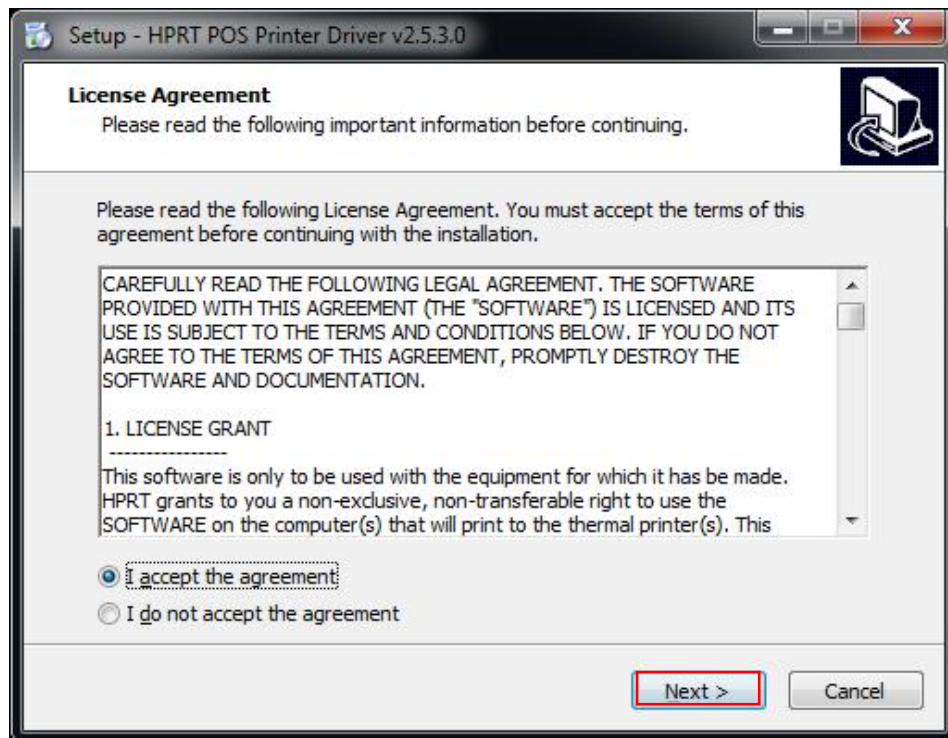 Setup - HPRT POS Printer Driver v2.5.3.0
License Agreement
Please read the following important information before continuing.
Please read the following License Agreement. You must accept the terms of this
agreement before continuing with the installation.
CAREFULLY READ THE FOLLOWING LEGAL AGREEMENT. THE SOFTWARE
PROVIDED WITH THIS AGREEMENT (THE "SOFTWARE") IS LICENSED AND ITS
USE IS SUBJECT TO THE TERMS AND CONDITIONS BELOW. IF YOU DO NOT
AGREE TO THE TERMS OF THIS AGREEMENT, PROMPTLY DESTROY THE
SOFTWARE AND DOCUMENTATION.
1. LICENSE GRANT
----------------
This software is only to be used with the equipment for which it has be made.
HPRT grants to you a non-exclusive, non-transferable right to use the
SOFTWARE on the computer(s) that will print to the thermal printer(s). This
I accept the agreement
I do not accept the agreement
Next >
Cancel